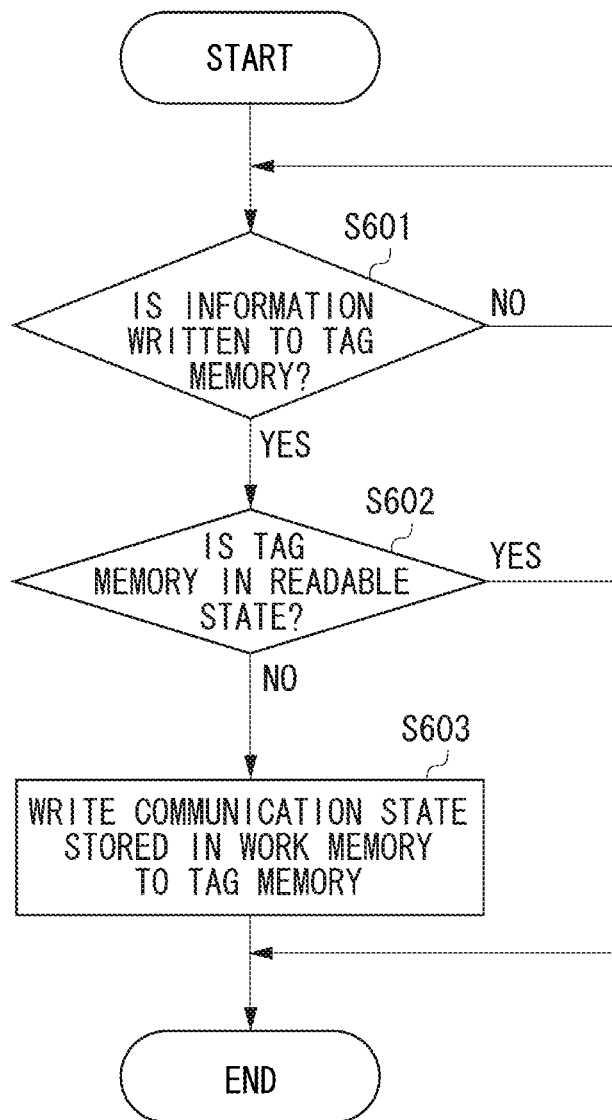 START
S601
IS INFORMATION
WRITTEN TO TAG
MEMORY?
NO
YES
S602
IS TAG
MEMORY IN READABLE
STATE?
YES
NO
S603
WRITE COMMUNICATION STATE
STORED IN WORK MEMORY
TO TAG MEMORY
END